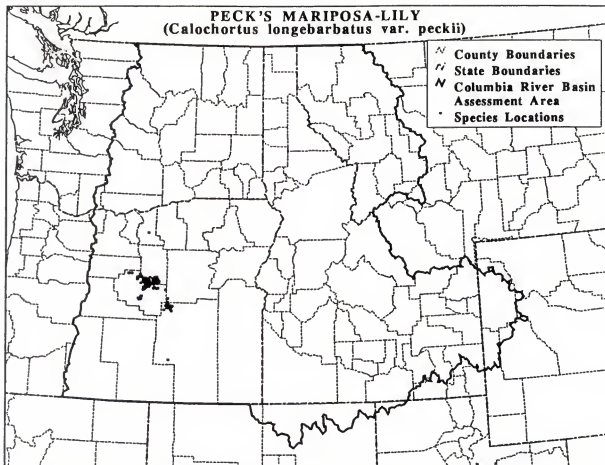 PECK'S MARIPOSA-LILY
(Calochortus longebarbatus var. peckii)
County Boundaries
State Boundaries
Columbia River Basin
Assessment Area
Species Locations